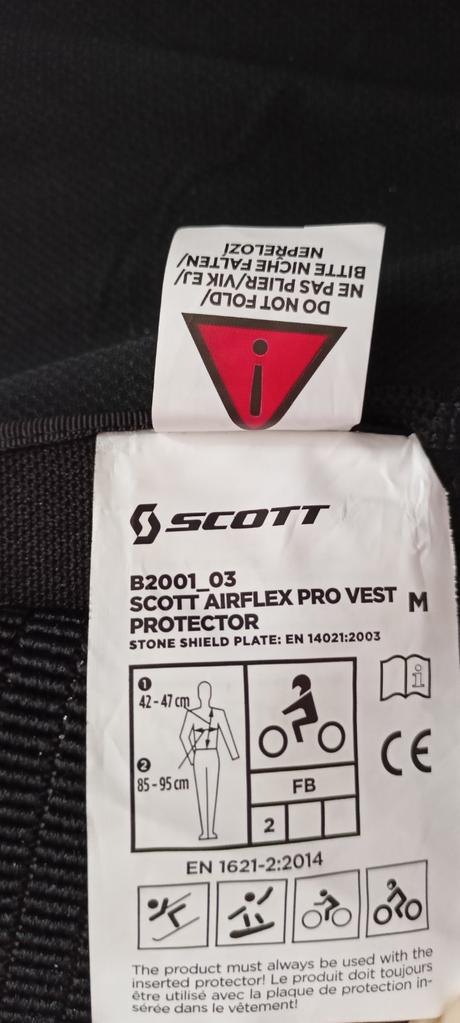 DO NOT FOLD/
NE PAS PLIER/VIK EJ/
BITTE NICHE FALTEN/
NEPRELOZI
i
SCOTT
B2001_03
SCOTT AIRFLEX PRO VEST M
PROTECTOR
STONE SHIELD PLATE: EN 14021:2003
1
42 - 47 cm
2
85 - 95 cm
FB
2
i
CE
EN 1621-2:2014
The product must always be used with the
inserted protector! Le produit doit toujours
être utilisé avec la plaque de protection in-
sérée dans le vêtement!